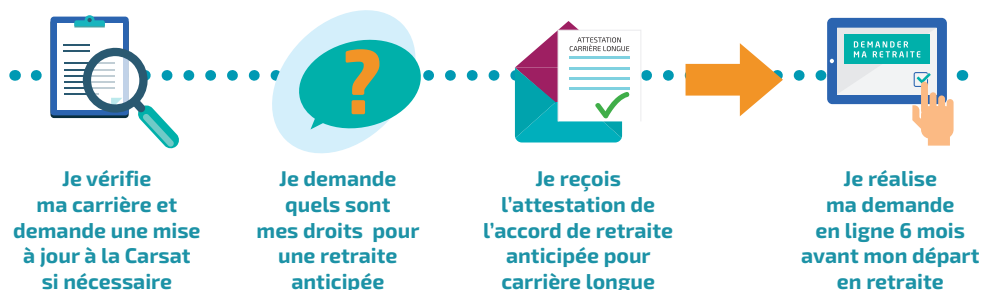 ATTESTATION
CARRIÈRE LONGUE
DEMANDER
MA RETRAITE
?
Je vérifie
ma carrière et
demande une mise
à jour à la Carsat
si nécessaire
Je demande
quels sont
mes droits pour
une retraite
anticipée
Je reçois
l'attestation de
l'accord de retraite
anticipée pour
carrière longue
Je réalise
ma demande
en ligne 6 mois
avant mon départ
en retraite